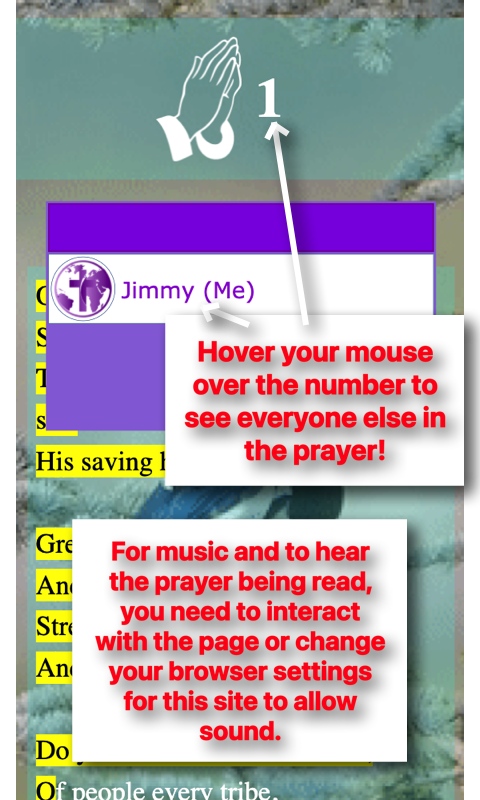 1
Jimmy (Me)
Hover your mouse
over the number to
see everyone else in
the prayer!
His saving
For music and to hear
the prayer being read,
you need to interact
with the page or change
your browser settings
for this site to allow
sound.
Do
Of people every tribe,